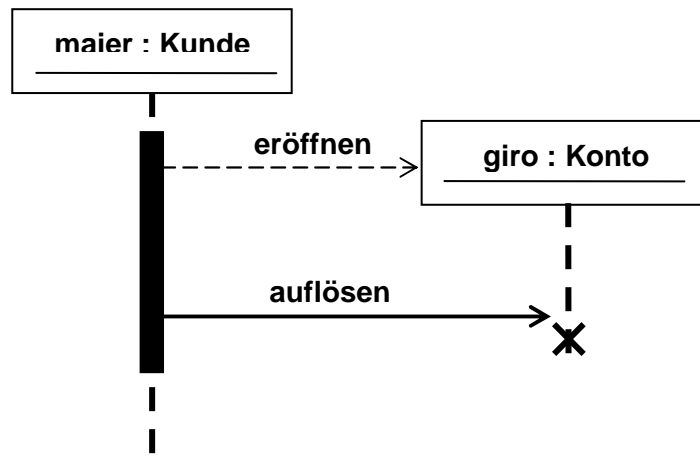 maier : Kunde
eröffnen
giro : Konto
auflösen